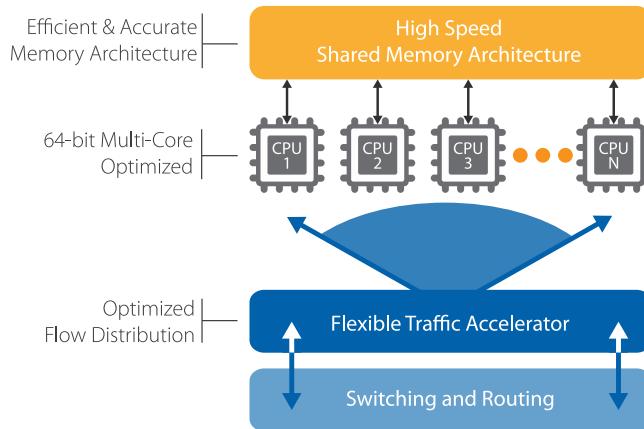 Efficient & Accurate
Memory Architecture
High Speed
Shared Memory Architecture
64-bit Multi-Core
Optimized
CPU
1
CPU
2
CPU
3
CPU
N
Optimized
Flow Distribution
Flexible Traffic Accelerator
Switching and Routing